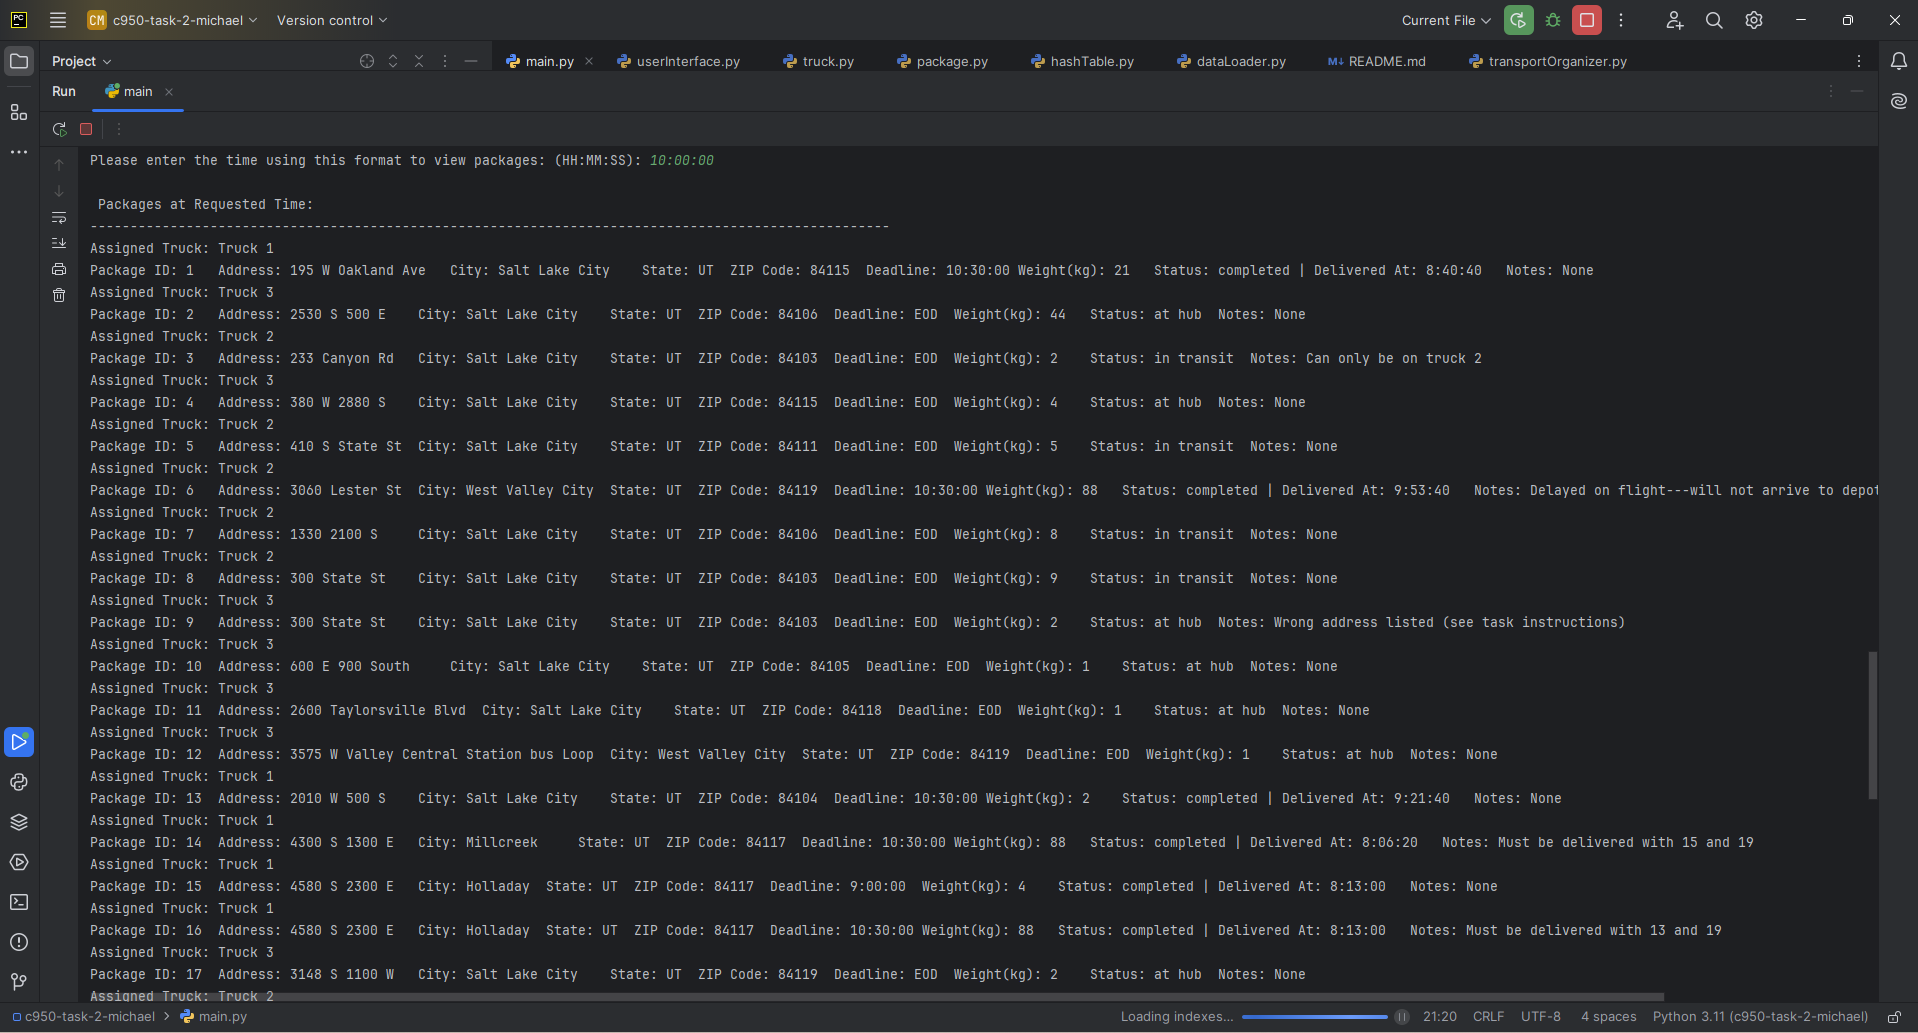 PC CM c950-task-2-michael Version control Current File
Project main.py userInterface.py truck.py package.py hashTable.py dataLoader.py M↓ README.md transportOrganizer.py
Run main
Please enter the time using this format to view packages: (HH:MM:SS): 10:00:00
Packages at Requested Time:
----------------------------------------------------------------------------------------------------
Assigned Truck: Truck 1
Package ID: 1 Address: 195 W Oakland Ave City: Salt Lake City State: UT ZIP Code: 84115 Deadline: 10:30:00 Weight(kg): 21 Status: completed | Delivered At: 8:40:40 Notes: None
Assigned Truck: Truck 3
Package ID: 2 Address: 2530 S 500 E City: Salt Lake City State: UT ZIP Code: 84106 Deadline: EOD Weight(kg): 44 Status: at hub Notes: None
Assigned Truck: Truck 2
Package ID: 3 Address: 233 Canyon Rd City: Salt Lake City State: UT ZIP Code: 84103 Deadline: EOD Weight(kg): 2 Status: in transit Notes: Can only be on truck 2
Assigned Truck: Truck 3
Package ID: 4 Address: 380 W 2880 S City: Salt Lake City State: UT ZIP Code: 84115 Deadline: EOD Weight(kg): 4 Status: at hub Notes: None
Assigned Truck: Truck 2
Package ID: 5 Address: 410 S State St City: Salt Lake City State: UT ZIP Code: 84111 Deadline: EOD Weight(kg): 5 Status: in transit Notes: None
Assigned Truck: Truck 2
Package ID: 6 Address: 3060 Lester St City: West Valley City State: UT ZIP Code: 84119 Deadline: 10:30:00 Weight(kg): 88 Status: completed | Delivered At: 9:53:40 Notes: Delayed on flight---will not arrive to depot
Assigned Truck: Truck 2
Package ID: 7 Address: 1330 2100 S City: Salt Lake City State: UT ZIP Code: 84106 Deadline: EOD Weight(kg): 8 Status: in transit Notes: None
Assigned Truck: Truck 2
Package ID: 8 Address: 300 State St City: Salt Lake City State: UT ZIP Code: 84103 Deadline: EOD Weight(kg): 9 Status: in transit Notes: None
Assigned Truck: Truck 3
Package ID: 9 Address: 300 State St City: Salt Lake City State: UT ZIP Code: 84103 Deadline: EOD Weight(kg): 2 Status: at hub Notes: Wrong address listed (see task instructions)
Assigned Truck: Truck 3
Package ID: 10 Address: 600 E 900 South City: Salt Lake City State: UT ZIP Code: 84105 Deadline: EOD Weight(kg): 1 Status: at hub Notes: None
Assigned Truck: Truck 3
Package ID: 11 Address: 2600 Taylorsville Blvd City: Salt Lake City State: UT ZIP Code: 84118 Deadline: EOD Weight(kg): 1 Status: at hub Notes: None
Assigned Truck: Truck 3
Package ID: 12 Address: 3575 W Valley Central Station bus Loop City: West Valley City State: UT ZIP Code: 84119 Deadline: EOD Weight(kg): 1 Status: at hub Notes: None
Assigned Truck: Truck 1
Package ID: 13 Address: 2010 W 500 S City: Salt Lake City State: UT ZIP Code: 84104 Deadline: 10:30:00 Weight(kg): 2 Status: completed | Delivered At: 9:21:40 Notes: None
Assigned Truck: Truck 1
Package ID: 14 Address: 4300 S 1300 E City: Millcreek State: UT ZIP Code: 84117 Deadline: 10:30:00 Weight(kg): 88 Status: completed | Delivered At: 8:06:20 Notes: Must be delivered with 15 and 19
Assigned Truck: Truck 1
Package ID: 15 Address: 4580 S 2300 E City: Holladay State: UT ZIP Code: 84117 Deadline: 9:00:00 Weight(kg): 4 Status: completed | Delivered At: 8:13:00 Notes: None
Assigned Truck: Truck 1
Package ID: 16 Address: 4580 S 2300 E City: Holladay State: UT ZIP Code: 84117 Deadline: 10:30:00 Weight(kg): 88 Status: completed | Delivered At: 8:13:00 Notes: Must be delivered with 13 and 19
Assigned Truck: Truck 3
Package ID: 17 Address: 3148 S 1100 W City: Salt Lake City State: UT ZIP Code: 84119 Deadline: EOD Weight(kg): 2 Status: at hub Notes: None
Assigned Truck: Truck 2
c950-task-2-michael > main.py Loading indexes... 21:20 CRLF UTF-8 4 spaces Python 3.11 (c950-task-2-michael)